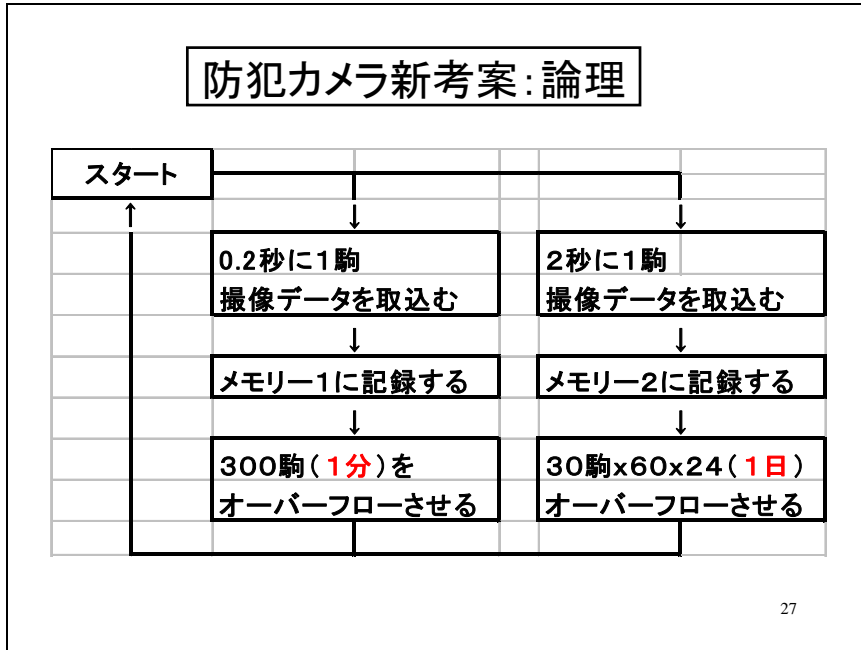 防犯カメラ新考案：論理
スタート
↑
↓
↓
0.2秒に１駒
撮像データを取込む
↓
メモリー１に記録する
↓
３００駒（１分）を
オーバーフローさせる
２秒に１駒
撮像データを取込む
↓
メモリー２に記録する
↓
３０駒x６０x２４（１日）
オーバーフローさせる
27